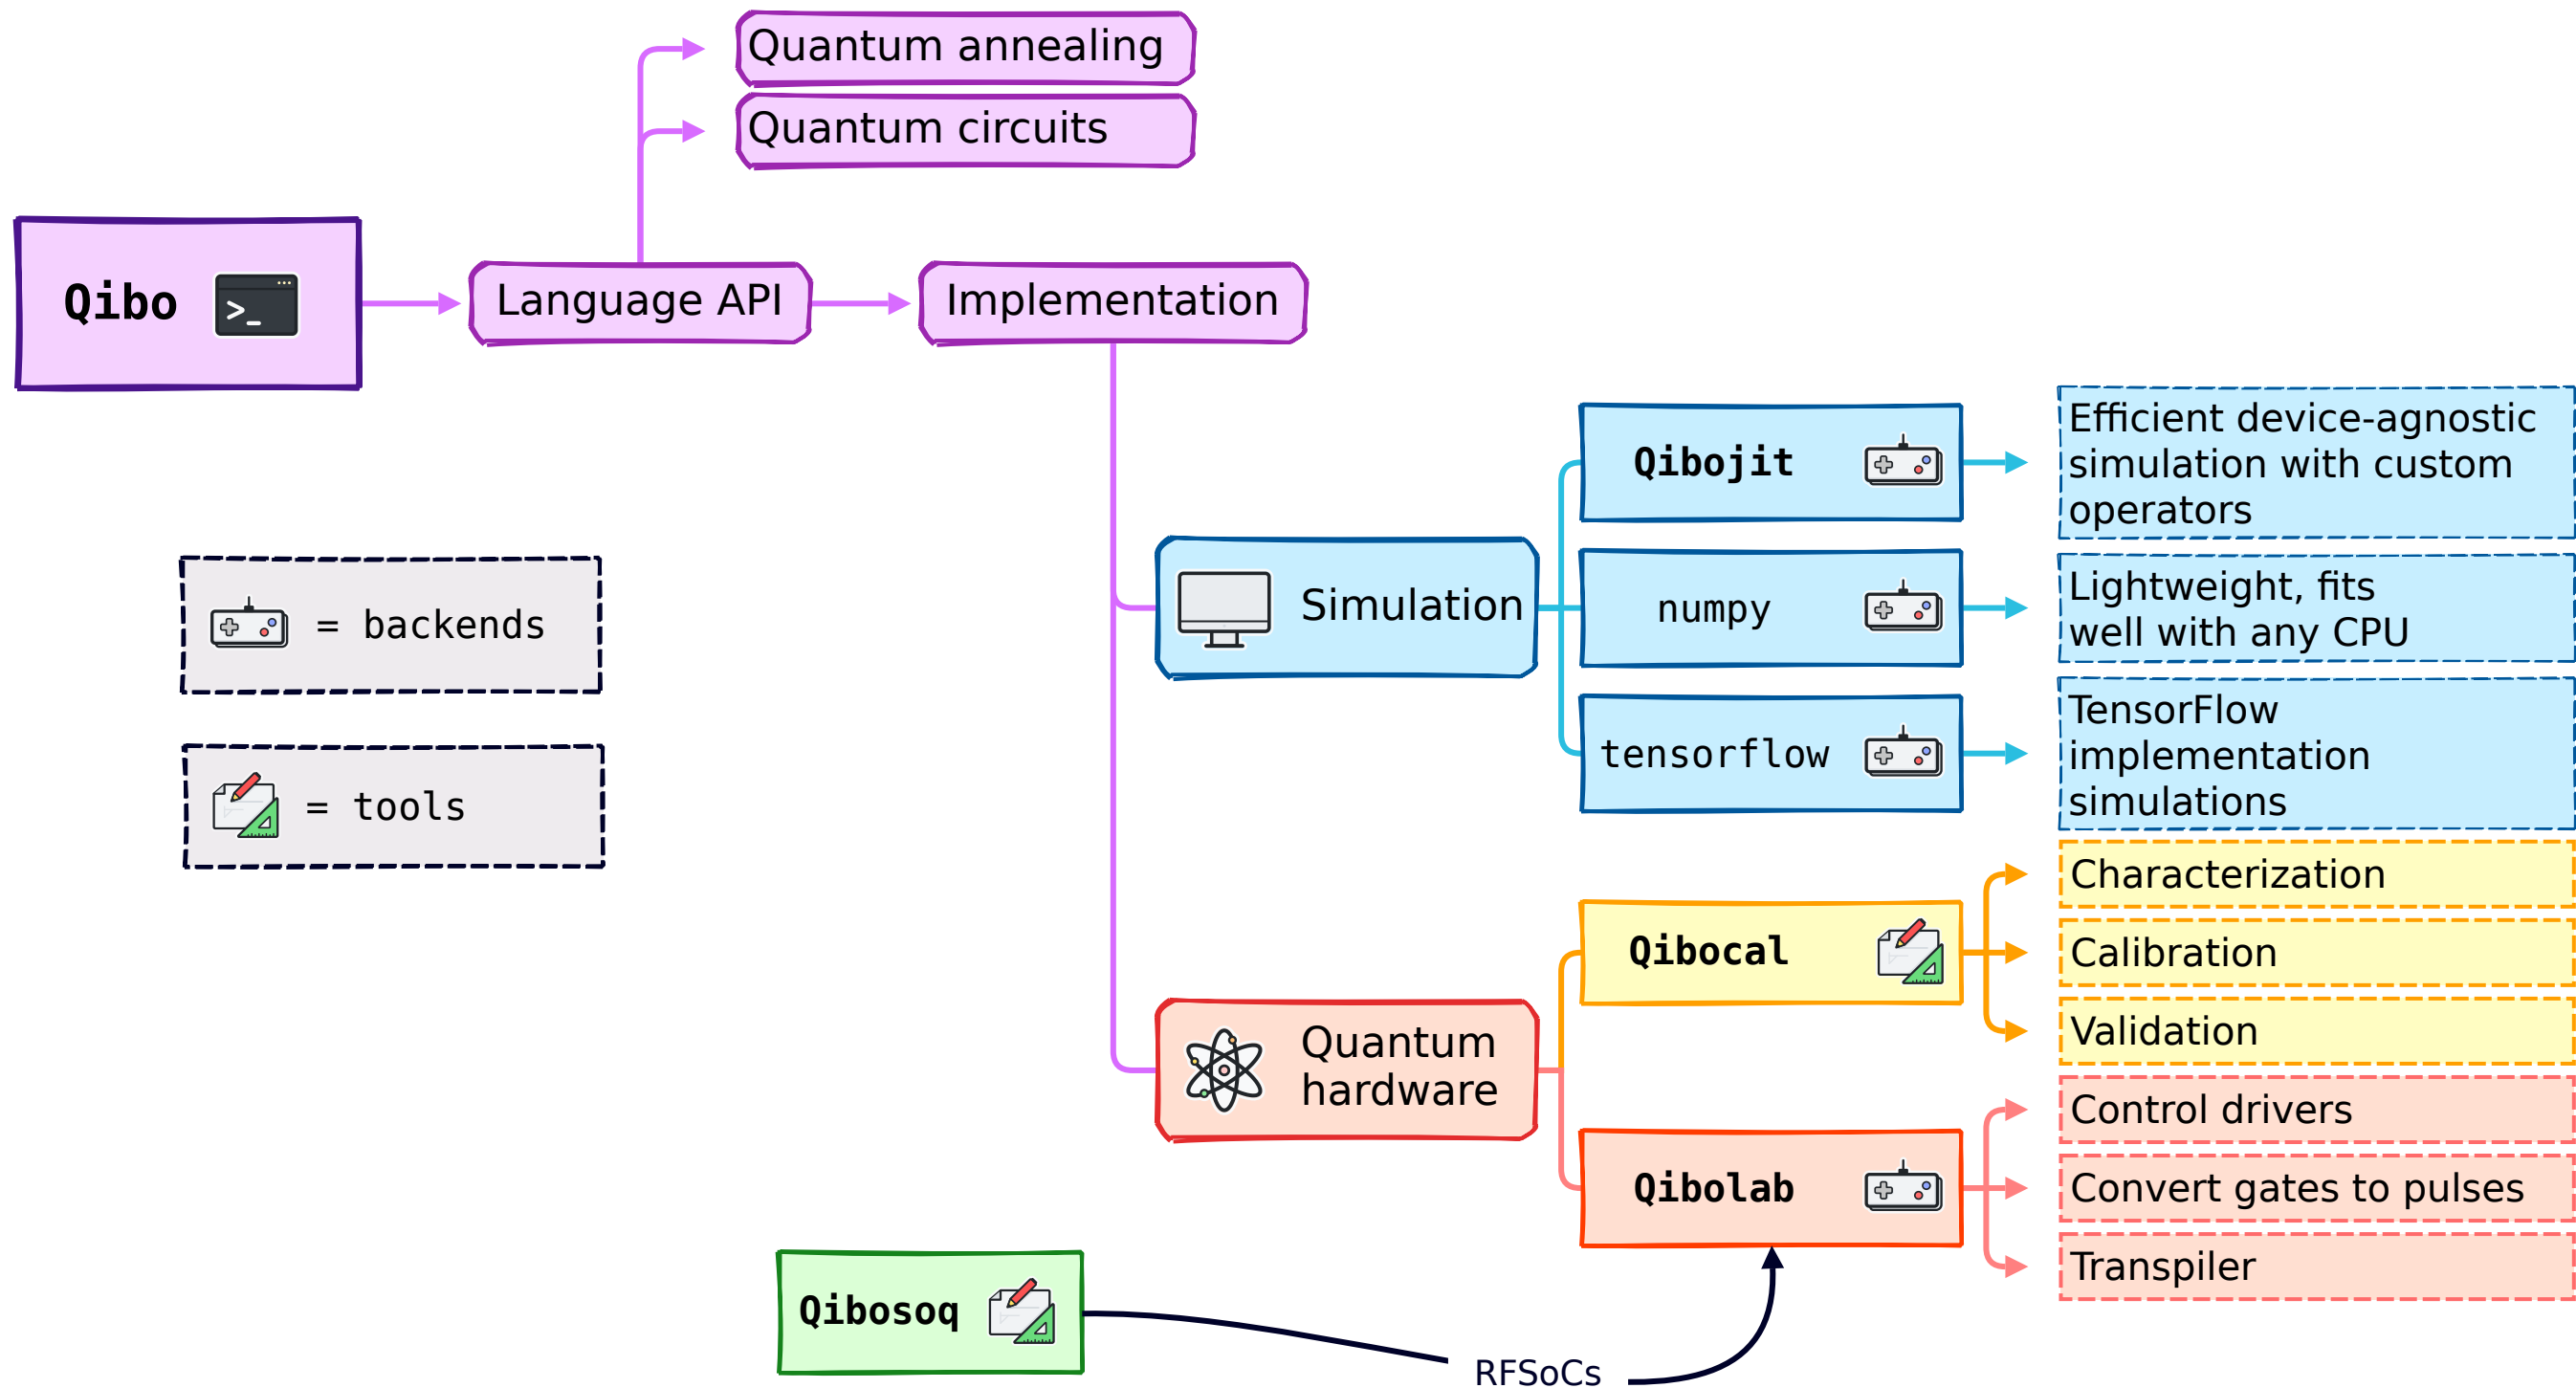 Quantum annealing
Quantum circuits
Qibo
>_
Language API
Implementation
= backends
= tools
Simulation
Qibojit
Efficient device-agnostic
simulation with custom
operators
numpy
Lightweight, fits
well with any CPU
tensorflow
TensorFlow
implementation
simulations
Quantum
hardware
Qibocal
Characterization
Calibration
Validation
Qibolab
Control drivers
Convert gates to pulses
Transpiler
Qibosoq
RFSoCs